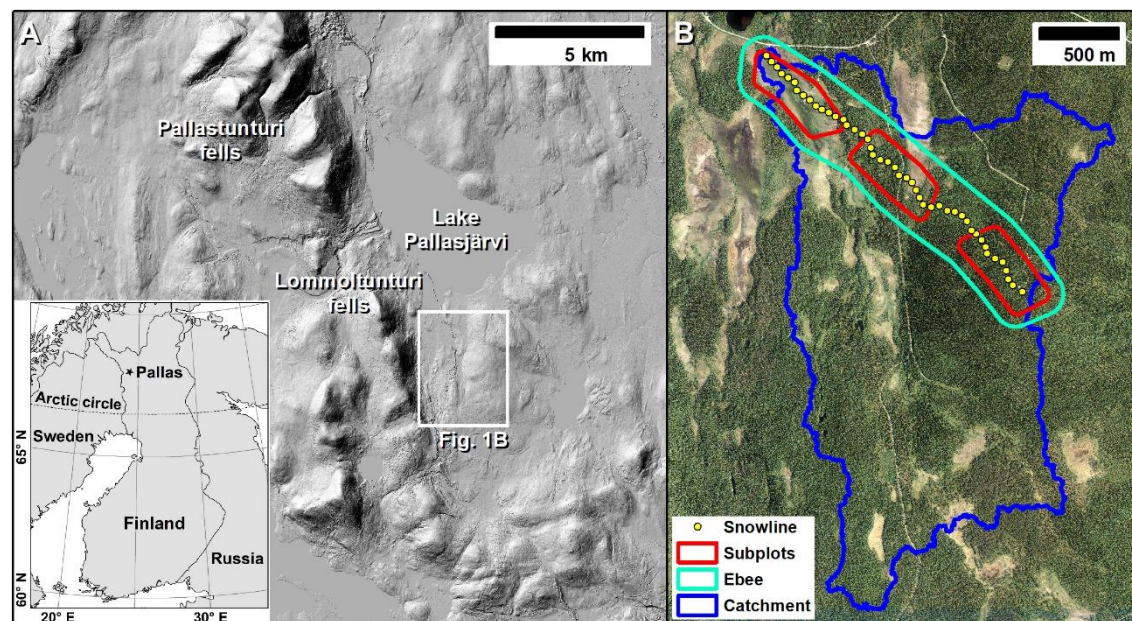 A
5 km
Pallastunturi
fells
Lake
Pallasjärvi
Lommoltunturi
fells
Fig. 1B
Pallas
Arctic circle
Sweden
65° N
Finland
Russia
60° N
20° E
30° E
B
500 m
Snowline
Subplots
Ebee
Catchment